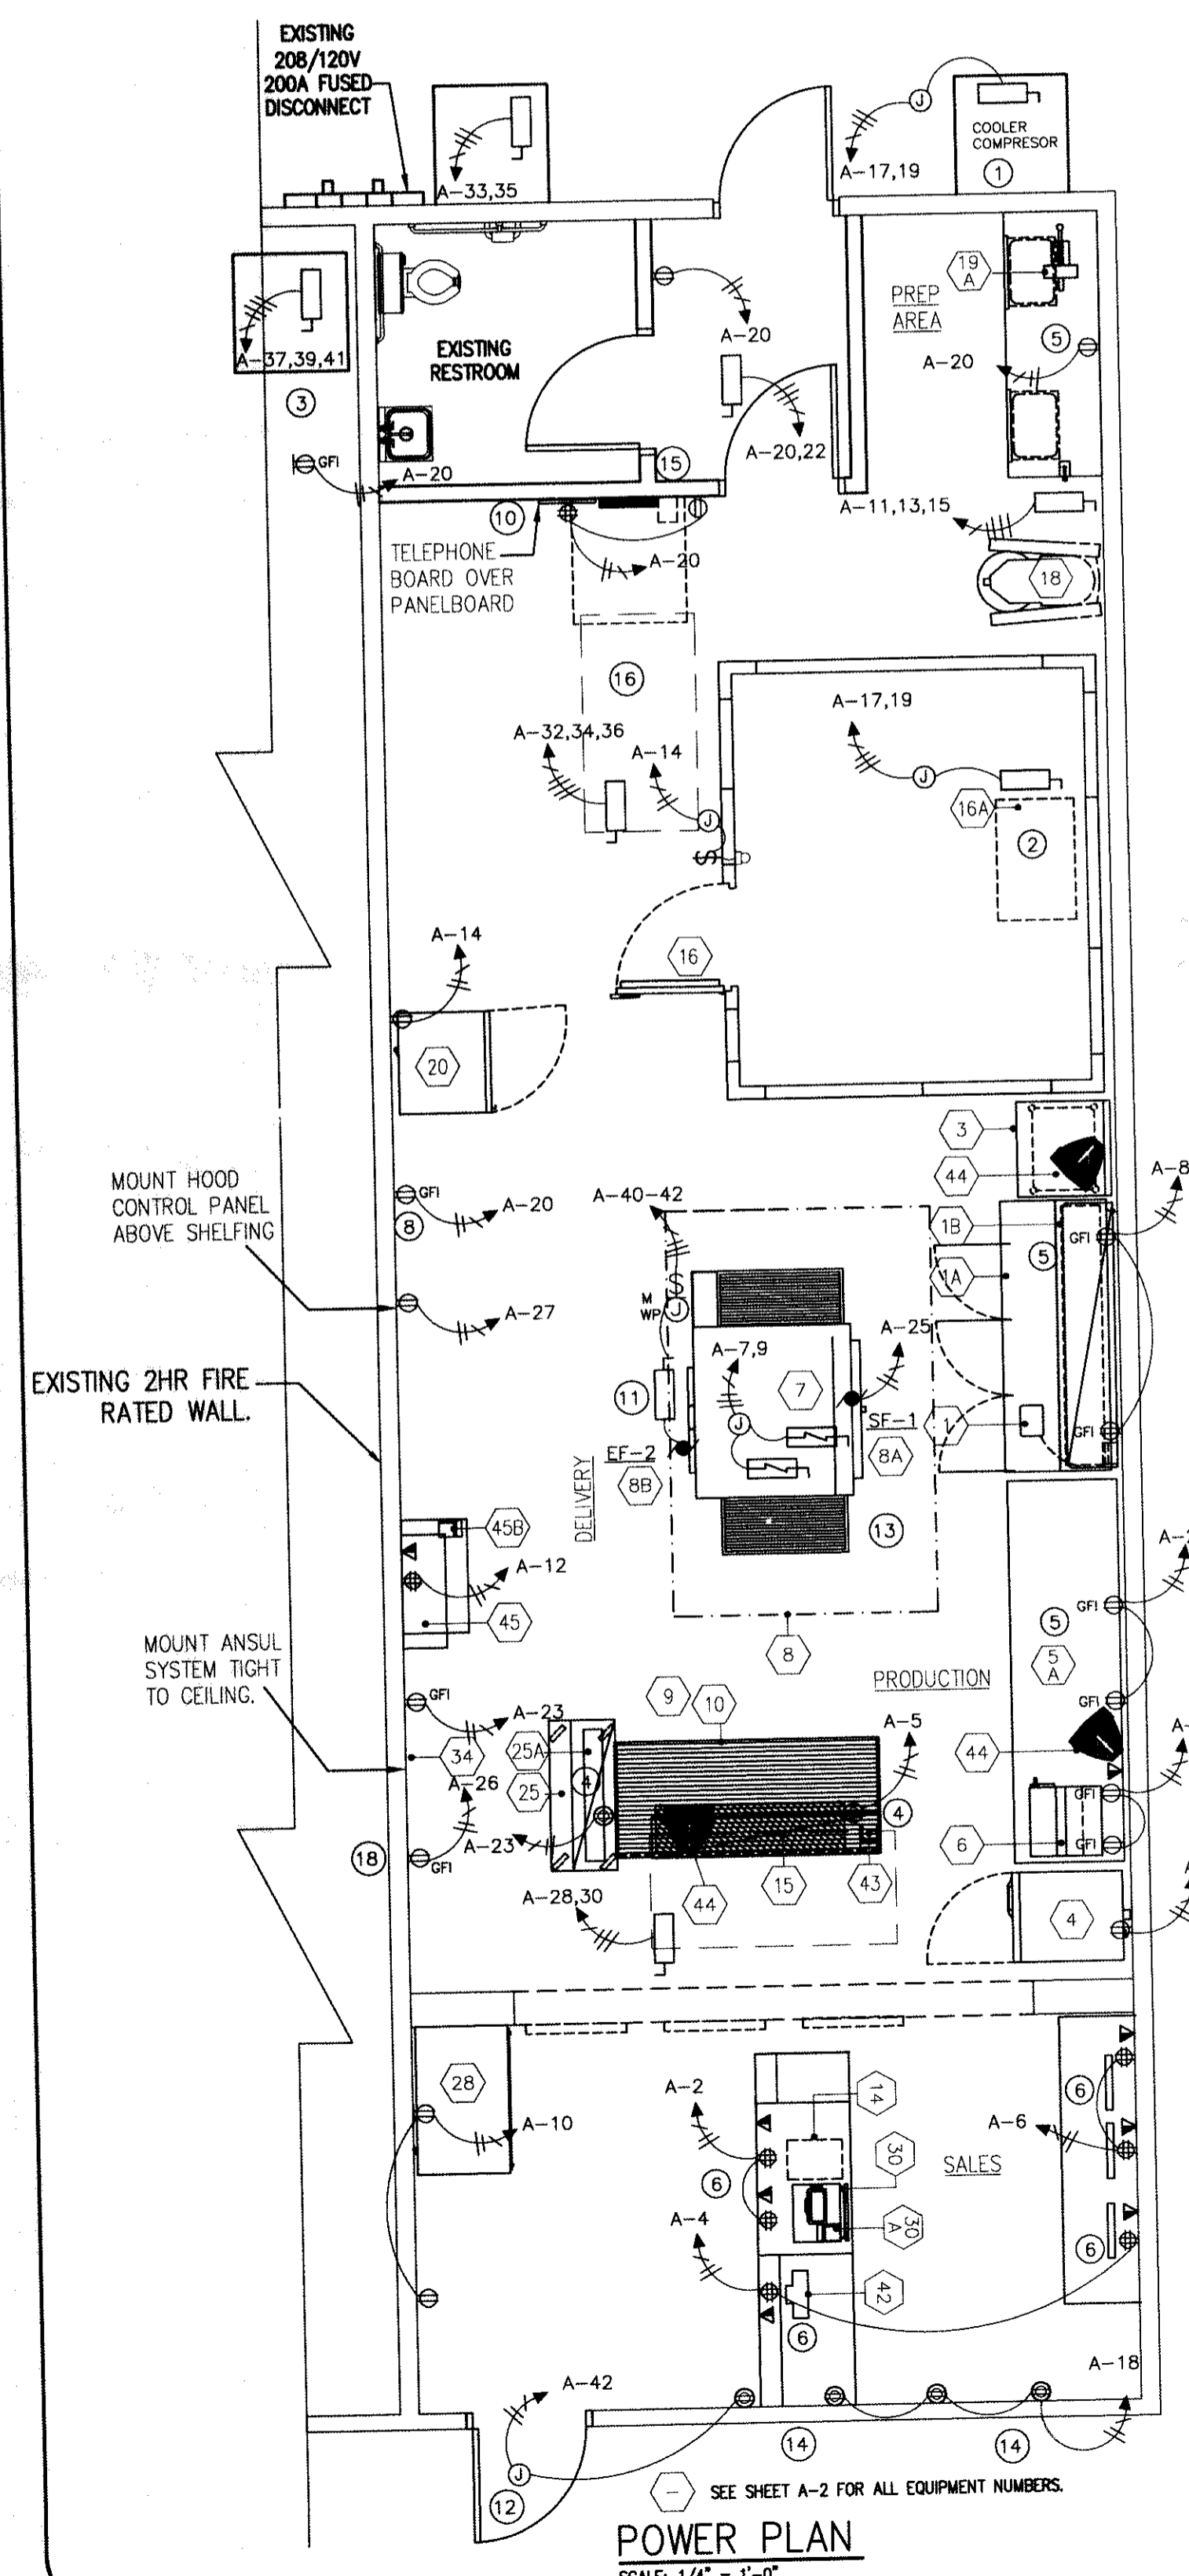 EXISTING
208/120V
200A FUSED
DISCONNECT
A-33,35
J
A-17,19
COOLER
COMPRESOR
1
A-37,39,41
3
GFI
A-20
EXISTING
RESTROOM
A-20
A-20,22
15
PREP
AREA
19
A
5
A-20
A-11,13,15
18
10
TELEPHONE
BOARD OVER
PANELBOARD
A-20
16
A-32,34,36
A-14
J
A-17,19
J
16A
2
16
A-14
20
3
44
A-8
MOUNT HOOD
CONTROL PANEL
ABOVE SHELFING
GFI
A-20
8
A-27
A-40-42
M
WP
J
1B
1A
5
GFI
GFI
1
EXISTING 2HR FIRE
RATED WALL.
A-7,9
7
A-25
11
J
SF-1
8A
EF-2
8B
DELIVERY
13
45B
A-12
45
8
GFI
5
5
A
GFI
MOUNT ANSUL
SYSTEM TIGHT
TO CEILING.
PRODUCTION
9
10
GFI
A-23
34
25A
25
4
A-5
44
A-26
A-23
4
GFI
GFI
6
18
GFI
A-28,30
44
15
43
4
28
A-10
A-2
14
6
30
30
A
A-4
42
6
A-6
SALES
6
6
A-18
A-42
J
12
14
14
- SEE SHEET A-2 FOR ALL EQUIPMENT NUMBERS.
POWER PLAN
SCALE: 1/4" = 1'-0"